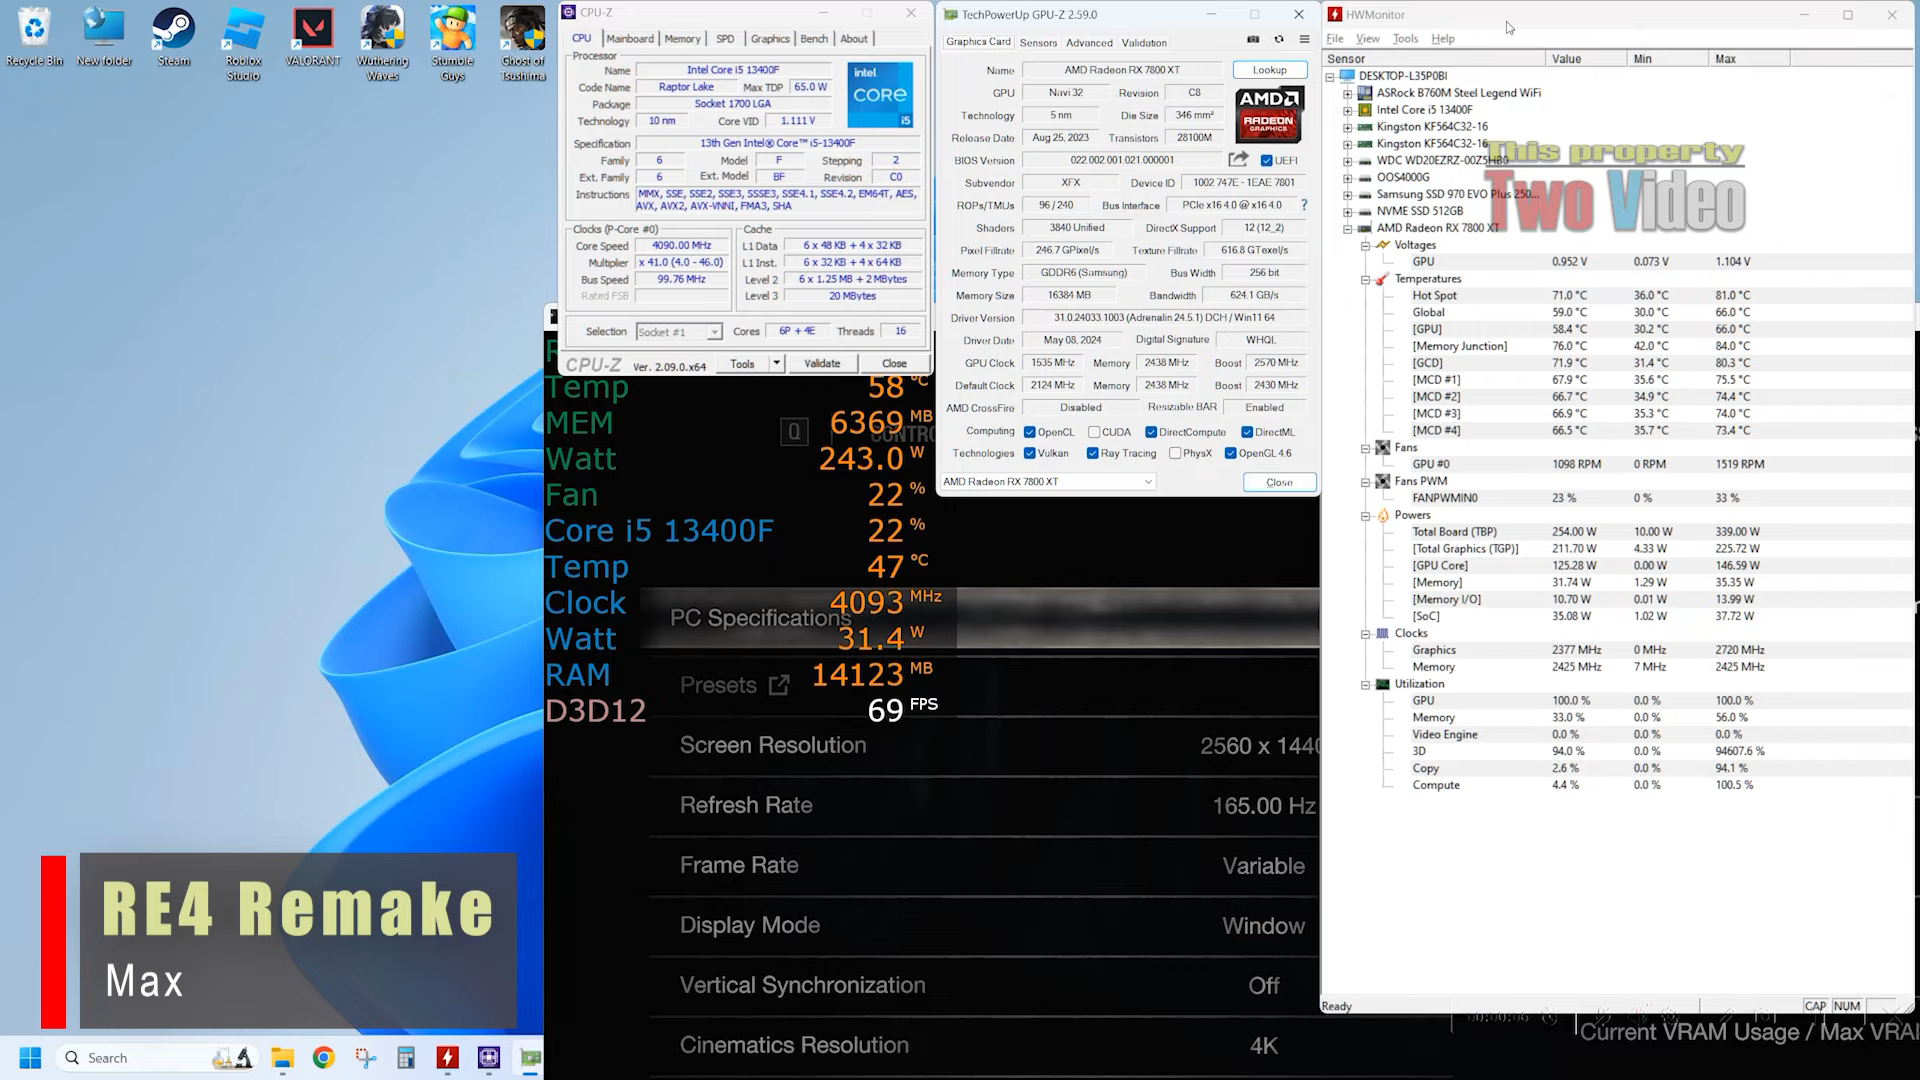 Recycle Bin
New folder
Steam
Roblox Studio
VALORANT
Wuthering Waves
Stumble Guys
Ghost of Tsushima
CPU-Z
CPU Mainboard Memory SPD Graphics Bench About
Processor
Name Intel Core i5 13400F
Code Name Raptor Lake Max TDP 65.0 W
Package Socket 1700 LGA
Technology 10 nm Core VID 1.111 V
intel CORE i5
Specification 13th Gen Intel® Core™ i5-13400F
Family 6 Model F Stepping 2
Ext. Family 6 Ext. Model BF Revision C0
Instructions MMX, SSE, SSE2, SSE3, SSSE3, SSE4.1, SSE4.2, EM64T, AES,
AVX, AVX2, AVX-VNNI, FMA3, SHA
Clocks (P-Core #0)
Core Speed 4090.00 MHz
Multiplier x 41.0 (4.0 - 46.0)
Bus Speed 99.76 MHz
Rated FSB
Cache
L1 Data 6 x 48 KB + 4 x 32 KB
L1 Inst. 6 x 32 KB + 4 x 64 KB
Level 2 6 x 1.25 MB + 2 MBytes
Level 3 20 MBytes
Selection Socket #1 Cores 6P + 4E Threads 16
CPU-Z Ver. 2.09.0.x64 Tools Validate Close
Temp 58 °C
MEM 6369 MB
Watt 243.0 W
Fan 22 %
Core i5 13400F 22 %
Temp 47 °C
Clock 4093 MHz
Watt 31.4 W
RAM 14123 MB
D3D12 69 FPS
Q
PC Specifications
Presets
Screen Resolution 2560 x 1440
Refresh Rate 165.00 Hz
Frame Rate Variable
Display Mode Window
Vertical Synchronization Off
Cinematics Resolution 4K
TechPowerUp GPU-Z 2.59.0
Graphics Card Sensors Advanced Validation
Name AMD Radeon RX 7800 XT Lookup
GPU Navi 32 Revision C8
Technology 5 nm Die Size 346 mm²
Release Date Aug 25, 2023 Transistors 28100M
AMD RADEON GRAPHICS
BIOS Version 022.002.001.021.000001 UEFI
Subvendor XFX Device ID 1002 747E - 1EAE 7801
ROPs/TMUs 96 / 240 Bus Interface PCIe x16 4.0 @ x16 4.0 ?
Shaders 3840 Unified DirectX Support 12 (12_2)
Pixel Fillrate 246.7 GPixel/s Texture Fillrate 616.8 GTexel/s
Memory Type GDDR6 (Samsung) Bus Width 256 bit
Memory Size 16384 MB Bandwidth 624.1 GB/s
Driver Version 31.0.24033.1003 (Adrenalin 24.5.1) DCH / Win11 64
Driver Date May 08, 2024 Digital Signature WHQL
GPU Clock 1535 MHz Memory 2438 MHz Boost 2570 MHz
Default Clock 2124 MHz Memory 2438 MHz Boost 2430 MHz
AMD CrossFire Disabled Resizable BAR Enabled
Computing OpenCL CUDA DirectCompute DirectML
Technologies Vulkan Ray Tracing PhysX OpenGL 4.6
AMD Radeon RX 7800 XT Close
HWMonitor
File View Tools Help
Sensor Value Min Max
DESKTOP-L35P0BI
ASRock B760M Steel Legend WiFi
Intel Core i5 13400F
Kingston KF564C32-16
Kingston KF564C32-16
WDC WD20EZRZ-00Z5HB0
OOS4000G
Samsung SSD 970 EVO Plus 250...
NVME SSD 512GB
AMD Radeon RX 7800 XT
This property
Two Video
Voltages
GPU 0.952 V 0.073 V 1.104 V
Temperatures
Hot Spot 71.0 °C 36.0 °C 81.0 °C
Global 59.0 °C 30.0 °C 66.0 °C
[GPU] 58.4 °C 30.2 °C 66.0 °C
[Memory Junction] 76.0 °C 42.0 °C 84.0 °C
[GCD] 71.9 °C 31.4 °C 80.3 °C
[MCD #1] 67.9 °C 35.6 °C 75.5 °C
[MCD #2] 66.7 °C 34.9 °C 74.4 °C
[MCD #3] 66.9 °C 35.3 °C 74.0 °C
[MCD #4] 66.5 °C 35.7 °C 73.4 °C
Fans
GPU #0 1098 RPM 0 RPM 1519 RPM
Fans PWM
FANPWMIN0 23 % 0 % 33 %
Powers
Total Board (TBP) 254.00 W 10.00 W 339.00 W
[Total Graphics (TGP)] 211.70 W 4.33 W 225.72 W
[GPU Core] 125.28 W 0.00 W 146.59 W
[Memory] 31.74 W 1.29 W 35.35 W
[Memory I/O] 10.70 W 0.01 W 13.99 W
[SoC] 35.08 W 1.02 W 37.72 W
Clocks
Graphics 2377 MHz 0 MHz 2720 MHz
Memory 2425 MHz 7 MHz 2425 MHz
Utilization
GPU 100.0 % 0.0 % 100.0 %
Memory 33.0 % 0.0 % 56.0 %
Video Engine 0.0 % 0.0 % 0.0 %
3D 94.0 % 0.0 % 94607.6 %
Copy 2.6 % 0.0 % 94.1 %
Compute 4.4 % 0.0 % 100.5 %
Ready CAP NUM
Current VRAM Usage / Max VRA
RE4 Remake
Max
Search